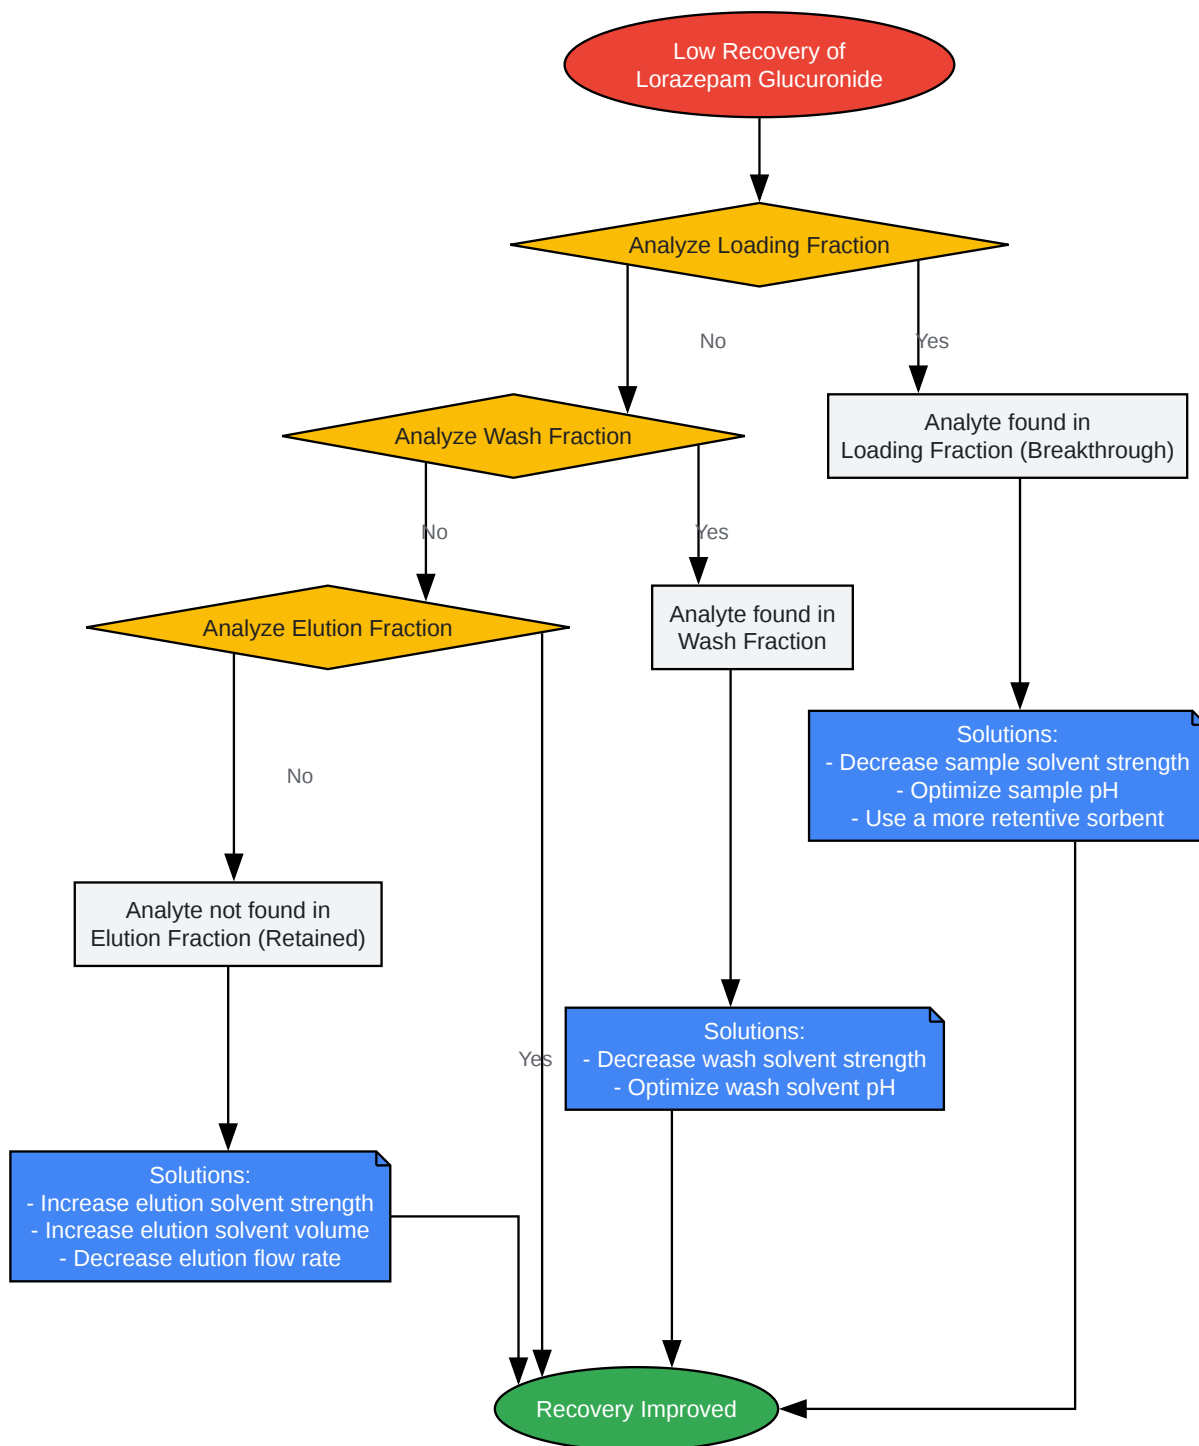 Low Recovery of
Lorazepam Glucuronide
Analyze Loading Fraction
No
Yes
Analyze Wash Fraction
Analyte found in
Loading Fraction (Breakthrough)
No
Yes
Analyze Elution Fraction
Analyte found in
Wash Fraction
Solutions:
- Decrease sample solvent strength
- Optimize sample pH
- Use a more retentive sorbent
No
Analyte not found in
Elution Fraction (Retained)
Yes
Solutions:
- Decrease wash solvent strength
- Optimize wash solvent pH
Solutions:
- Increase elution solvent strength
- Increase elution solvent volume
- Decrease elution flow rate
Recovery Improved